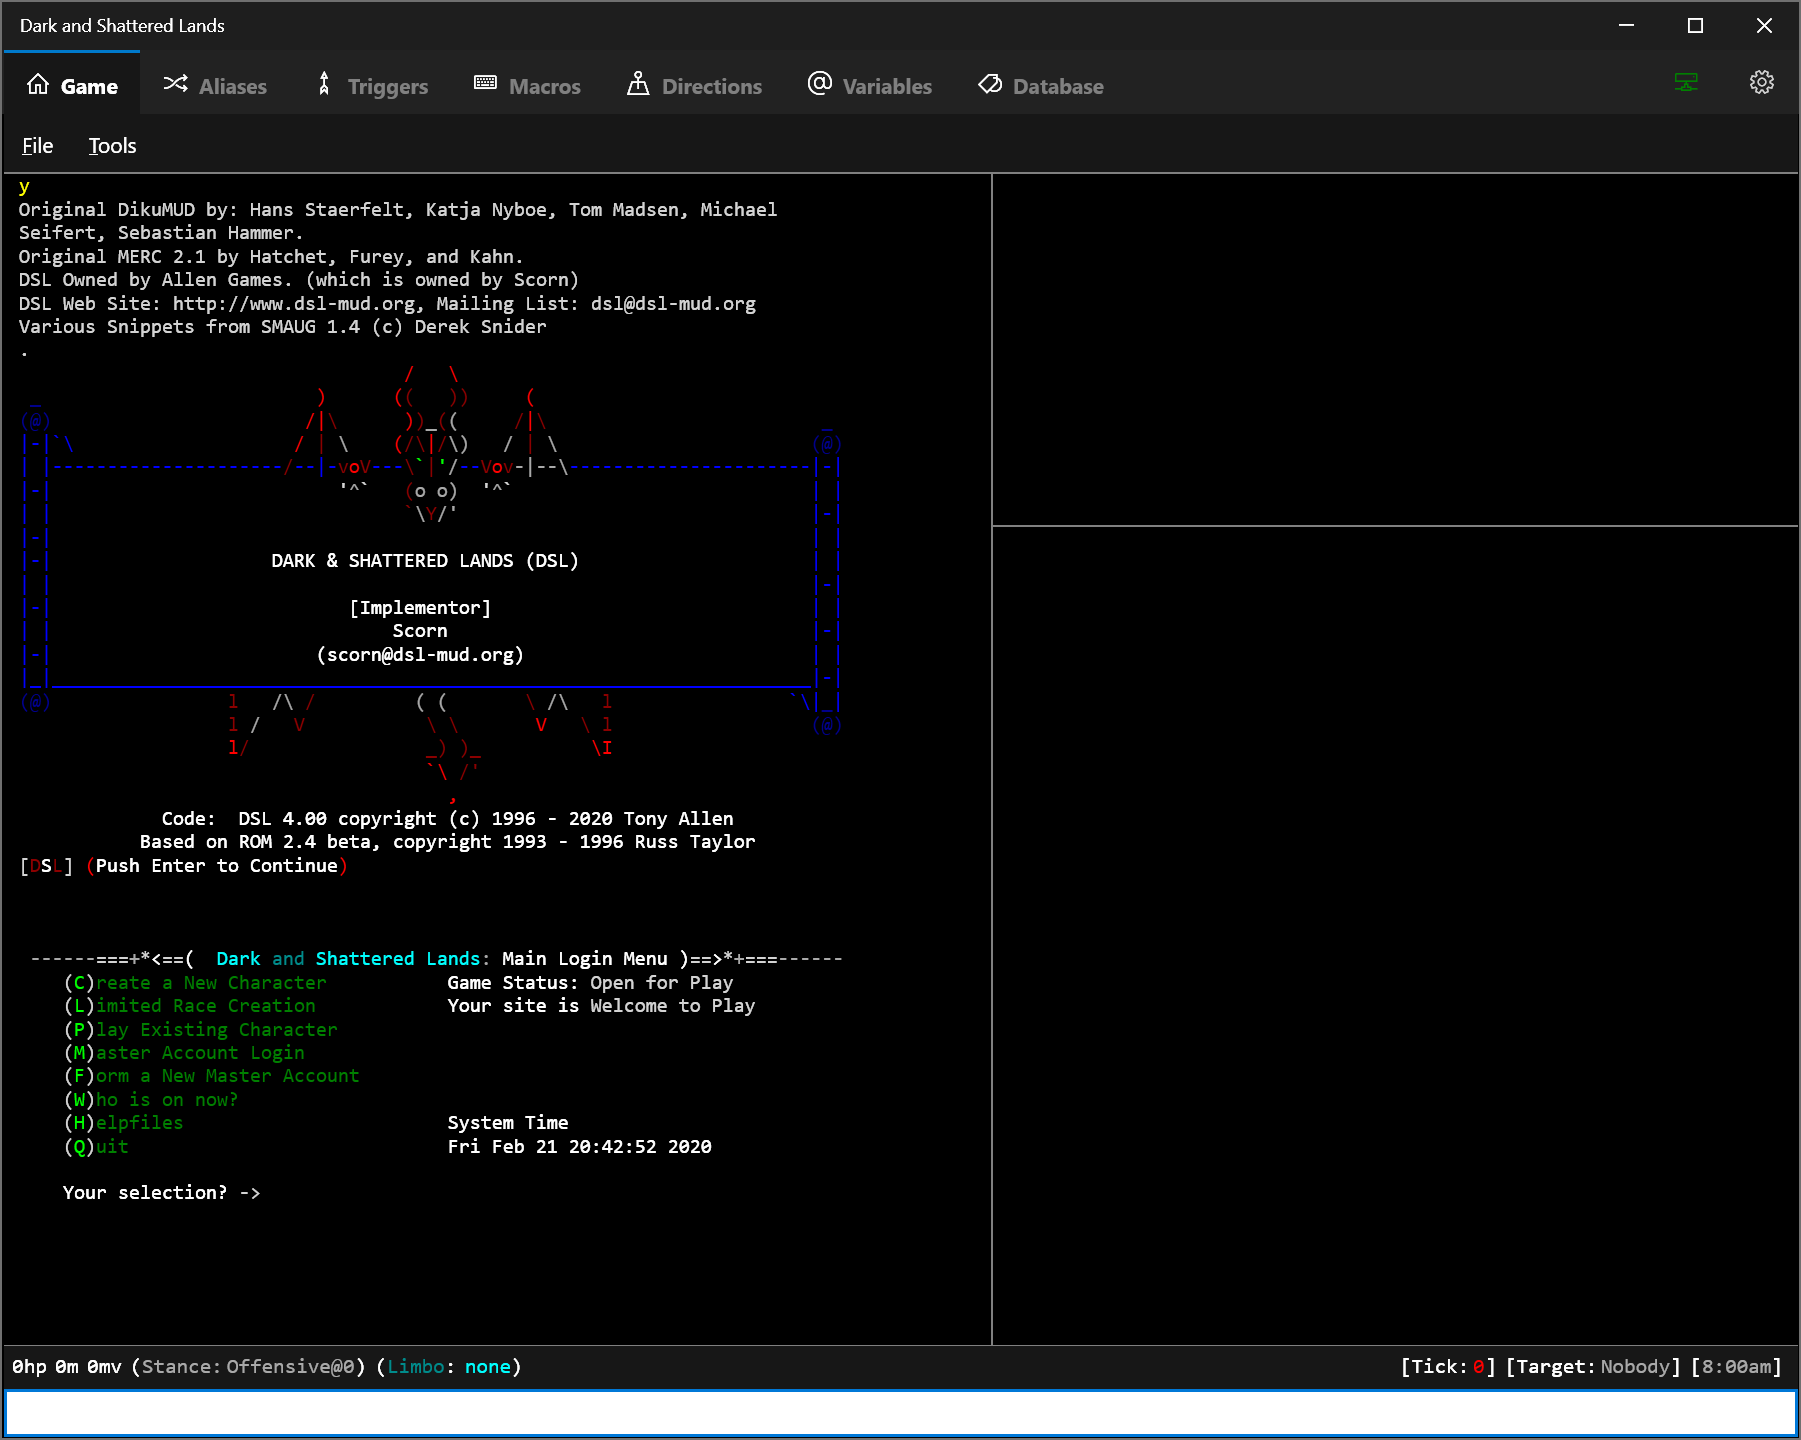 Dark and Shattered Lands
Game Aliases Triggers Macros Directions Variables Database
File Tools
y
Original DikuMUD by: Hans Staerfelt, Katja Nyboe, Tom Madsen, Michael
Seifert, Sebastian Hammer.
Original MERC 2.1 by Hatchet, Furey, and Kahn.
DSL Owned by Allen Games. (which is owned by Scorn)
DSL Web Site: http://www.dsl-mud.org, Mailing List: dsl@dsl-mud.org
Various Snippets from SMAUG 1.4 (c) Derek Snider
.
DARK & SHATTERED LANDS (DSL)
[Implementor]
Scorn
(scorn@dsl-mud.org)
Code:  DSL 4.00 copyright (c) 1996 - 2020 Tony Allen
Based on ROM 2.4 beta, copyright 1993 - 1996 Russ Taylor
[DSL] (Push Enter to Continue)
------===+*<==(  Dark and Shattered Lands: Main Login Menu )==>*+===------
(C)reate a New Character Game Status: Open for Play
(L)imited Race Creation Your site is Welcome to Play
(P)lay Existing Character
(M)aster Account Login
(F)orm a New Master Account
(W)ho is on now?
(H)elpfiles System Time
(Q)uit Fri Feb 21 20:42:52 2020
Your selection? ->
0hp 0m 0mv (Stance: Offensive@0) (Limbo: none) [Tick: 0] [Target: Nobody] [8:00am]